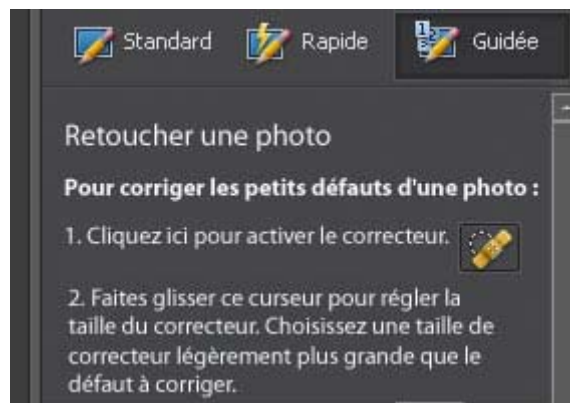 Standard Rapide Guidée
Retoucher une photo
Pour corriger les petits défauts d'une photo :
1. Cliquez ici pour activer le correcteur.
2. Faites glisser ce curseur pour régler la
taille du correcteur. Choisissez une taille de
correcteur légèrement plus grande que le
défaut à corriger.